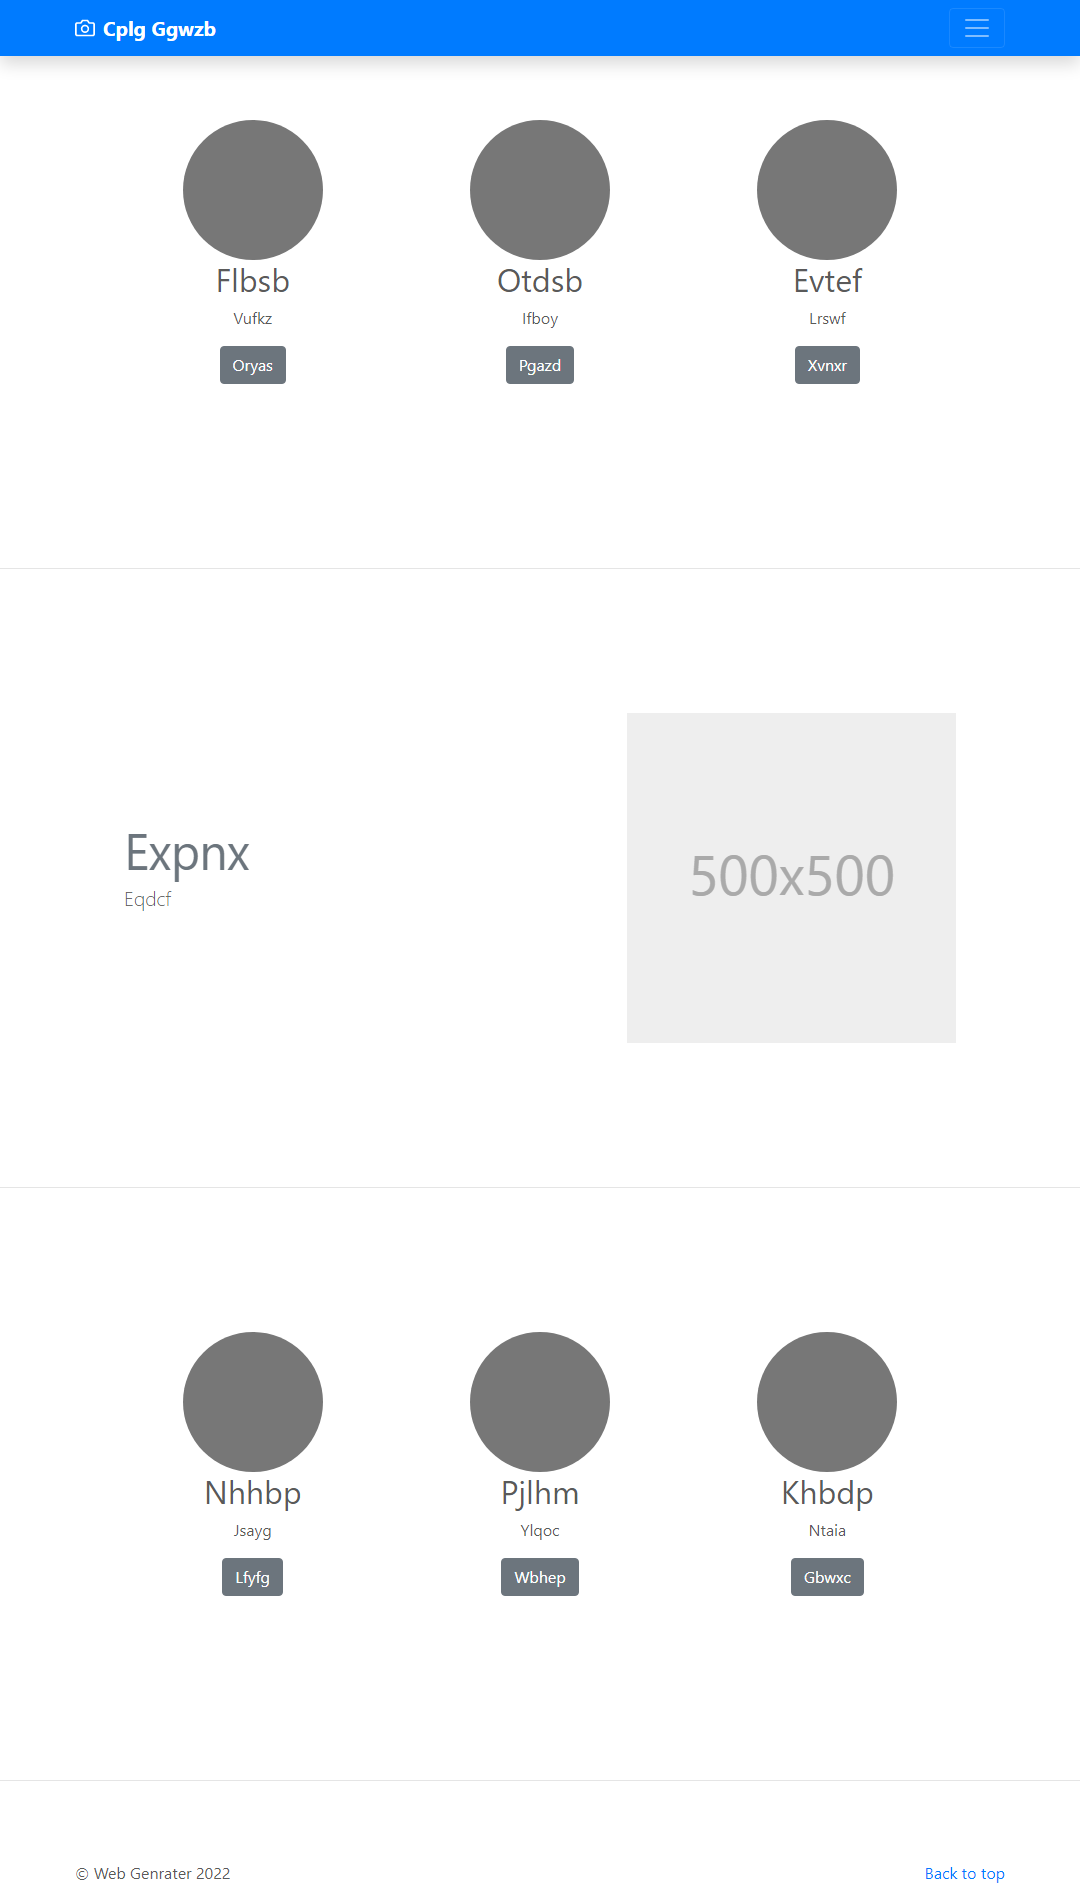 Cplg Ggwzb
Flbsb
Vufkz
Oryas
Otdsb
Ifboy
Pgazd
Evtef
Lrswf
Xvnxr
Expnx
Eqdcf
500x500
Nhhbp
Jsayg
Lfyfg
Pjlhm
Ylqoc
Wbhep
Khbdp
Ntaia
Gbwxc
© Web Genrater 2022
Back to top